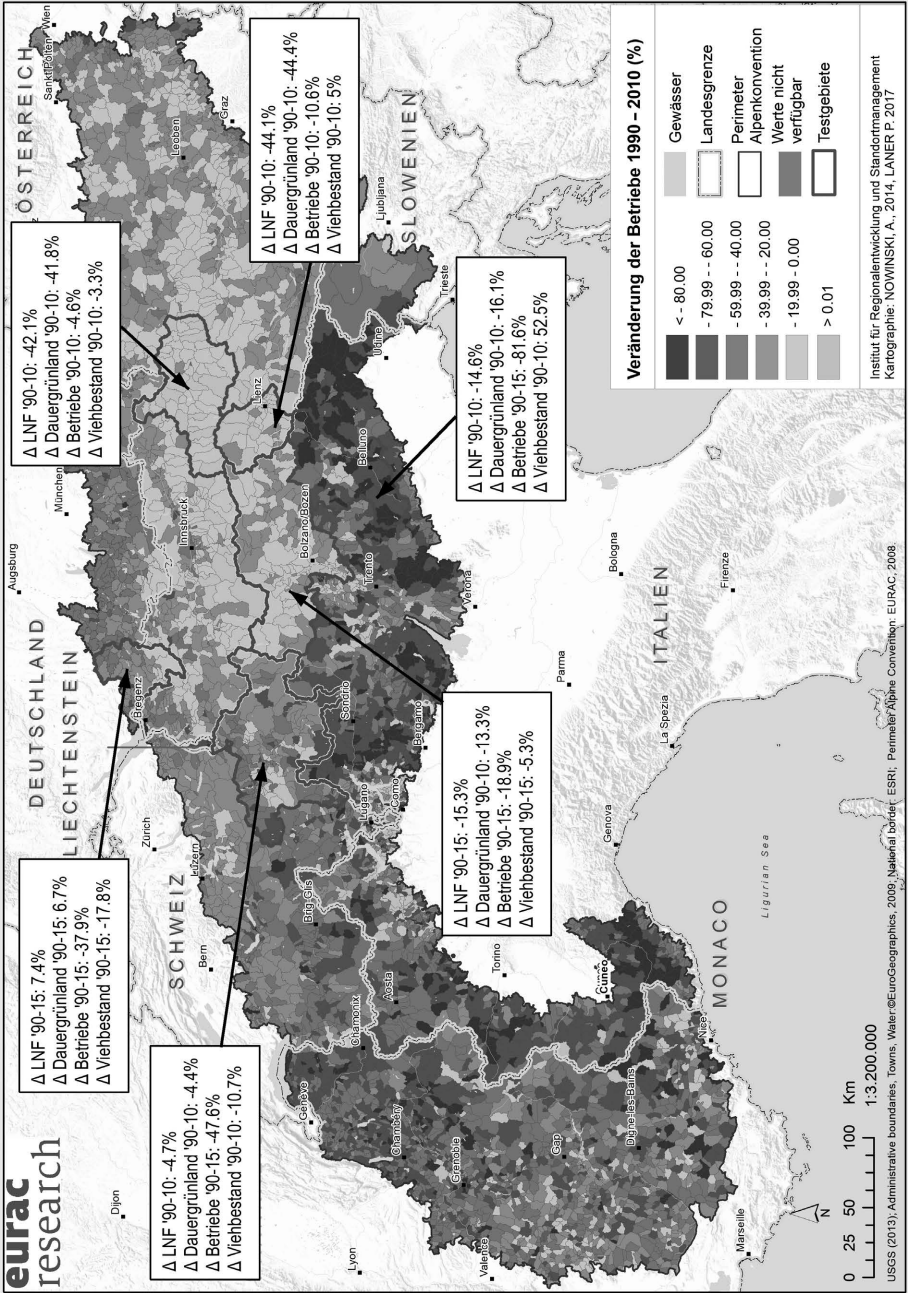 eurac
research
DEUTSCHLAND
LIECHTENSTEIN
ÖSTERREICH
SCHWEIZ
SLOWENIEN
ITALIEN
MONACO
Ligurian Sea
Δ LNF '90-15: 7.4%
Δ Dauergrünland '90-15: 6.7%
Δ Betriebe '90-15: -37.9%
Δ Viehbestand '90-15: -17.8%
Δ LNF '90-10: -42.1%
Δ Dauergrünland '90-10: -41.8%
Δ Betriebe '90-10: -4.6%
Δ Viehbestand '90-10: -3.3%
Δ LNF '90-10: -44.1%
Δ Dauergrünland '90-10: -44.4%
Δ Betriebe '90-10: -10.6%
Δ Viehbestand '90-10: 5%
Δ LNF '90-10: -4.7%
Δ Dauergrünland '90-10: -4.4%
Δ Betriebe '90-15: -47.6%
Δ Viehbestand '90-10: -10.7%
Δ LNF '90-15: -15.3%
Δ Dauergrünland '90-10: -13.3%
Δ Betriebe '90-15: -18.9%
Δ Viehbestand '90-15: -5.3%
Δ LNF '90-10: -14.6%
Δ Dauergrünland '90-10: -16.1%
Δ Betriebe '90-15: -81.6%
Δ Viehbestand '90-10: 52.5%
Dijon
Augsburg
München
Sankt Pölten
Wien
Zürich
Bregenz
Innsbruck
Leoben
Graz
Luzern
Bern
Lienz
Ljubljana
Bolzano/Bozen
Brig-Glis
Lugano
Sondrio
Belluno
Trento
Udine
Trieste
Genève
Chamonix
Aosta
Como
Bergamo
Verona
Lyon
Chambéry
Grenoble
Torino
Valence
Gap
Cuneo
Digne-les-Bains
Parma
Bologna
Genova
La Spezia
Firenze
Nice
Marseille
Veränderung der Betriebe 1990 - 2010 (%)
< - 80.00
- 79.99 - - 60.00
- 59.99 - - 40.00
- 39.99 - - 20.00
- 19.99 - 0.00
> 0.01
Gewässer
Landesgrenze
Perimeter
Alpenkonvention
Werte nicht
verfügbar
Testgebiete
Institut für Regionalentwicklung und Standortmanagement
Kartographie: NOWINSKI, A., 2014, LANER P. 2017
N
0 25 50 100 Km
1:3.200.000
USGS (2013); Administrative boundaries, Towns, Water:©EuroGeographics, 2009; National border: ESRI; Perimeter Alpine Convention: EURAC, 2008.